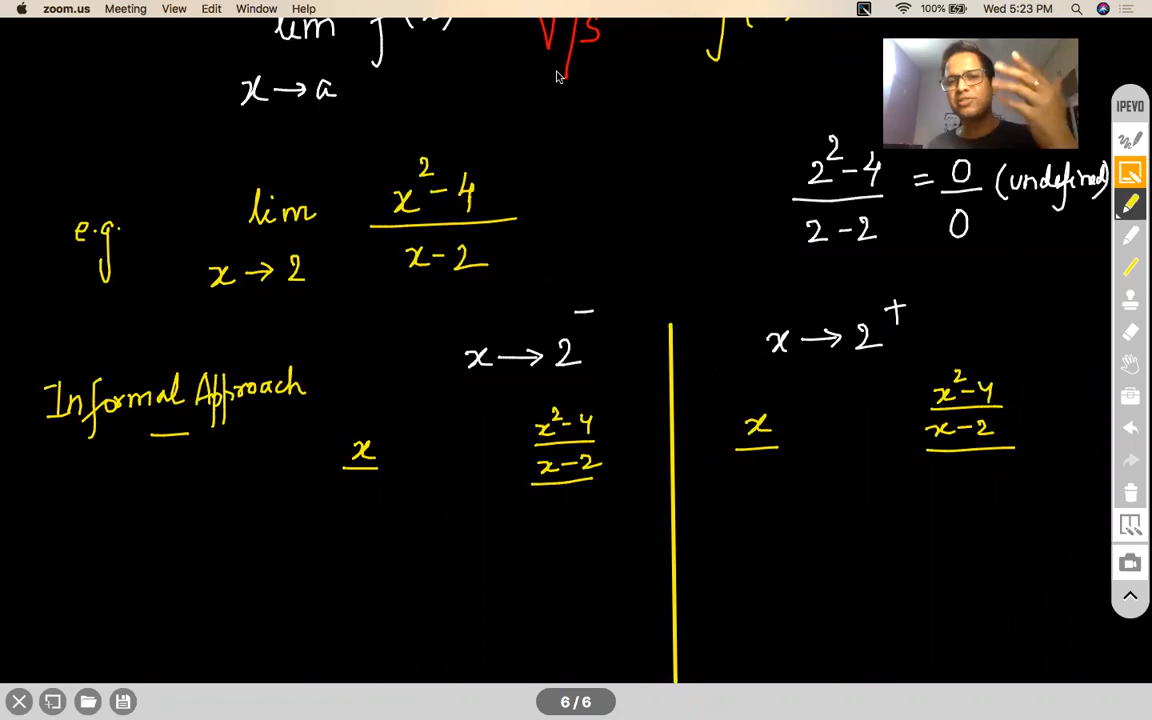 zoom.us Meeting View Edit Window Help 100% Wed 5 May 5:23 PM
lim f(x) V/s f(
x → a
IPEVO
e.g. lim x → 2 (x² - 4)/(x - 2)
(2² - 4)/(2 - 2) = 0/0 (undefined)
x → 2⁻
x → 2⁺
Informal Approach
x (x² - 4)/(x - 2)
x (x² - 4)/(x - 2)
6/6